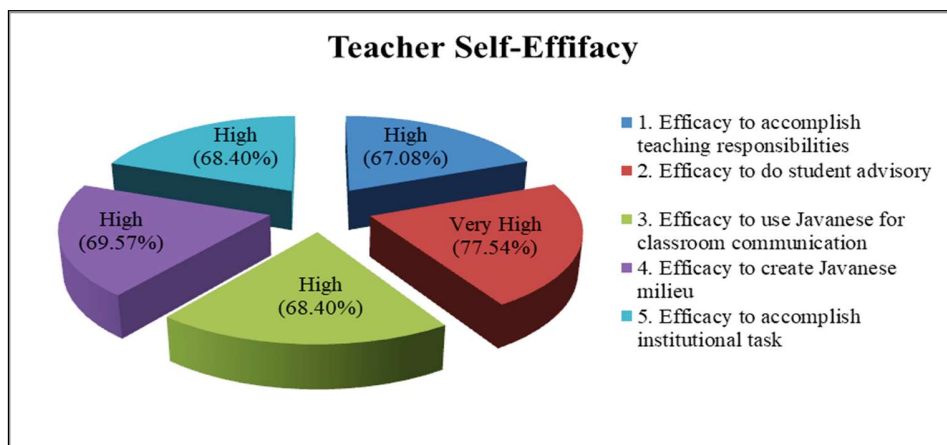 Teacher Self-Effifacy
High
(68.40%)
High
(67.08%)
High
(69.57%)
Very High
(77.54%)
High
(68.40%)
1. Efficacy to accomplish
teaching responsibilities
2. Efficacy to do student advisory
3. Efficacy to use Javanese for
classroom communication
4. Efficacy to create Javanese
milieu
5. Efficacy to accomplish
institutional task